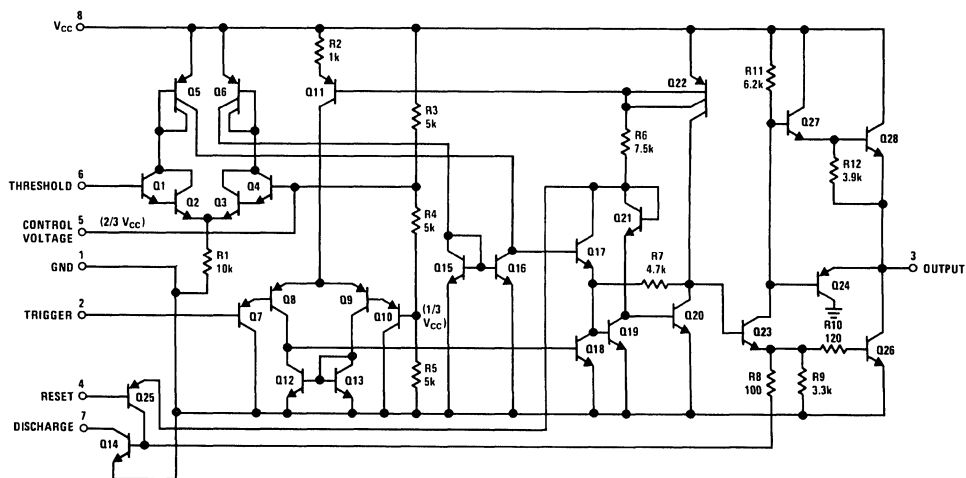 VCC 8
R2
1k
Q5
Q6
Q11
R3
5k
Q22
R11
6.2k
Q27
Q28
R6
7.5k
R12
3.9k
THRESHOLD 6
Q1
Q2
Q3
Q4
CONTROL VOLTAGE 5 (2/3 VCC)
R4
5k
Q21
Q17
R7
4.7k
GND 1
R1
10k
Q15
Q16
3 OUTPUT
Q24
TRIGGER 2
Q7
Q8
Q9
Q10
(1/3 VCC)
Q18
Q19
Q20
Q23
R10
120
Q26
RESET 4
Q25
Q12
Q13
R5
5k
R8
100
R9
3.3k
DISCHARGE 7
Q14